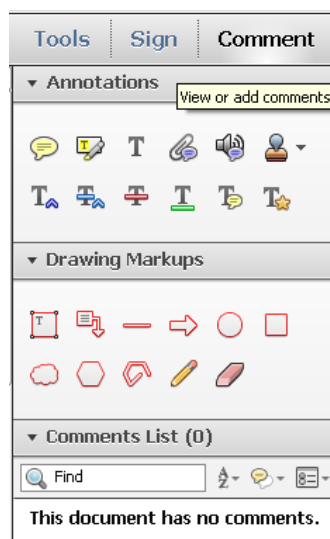 Tools Sign Comment
Annotations
View or add comments
Drawing Markups
Comments List (0)
Find
This document has no comments.